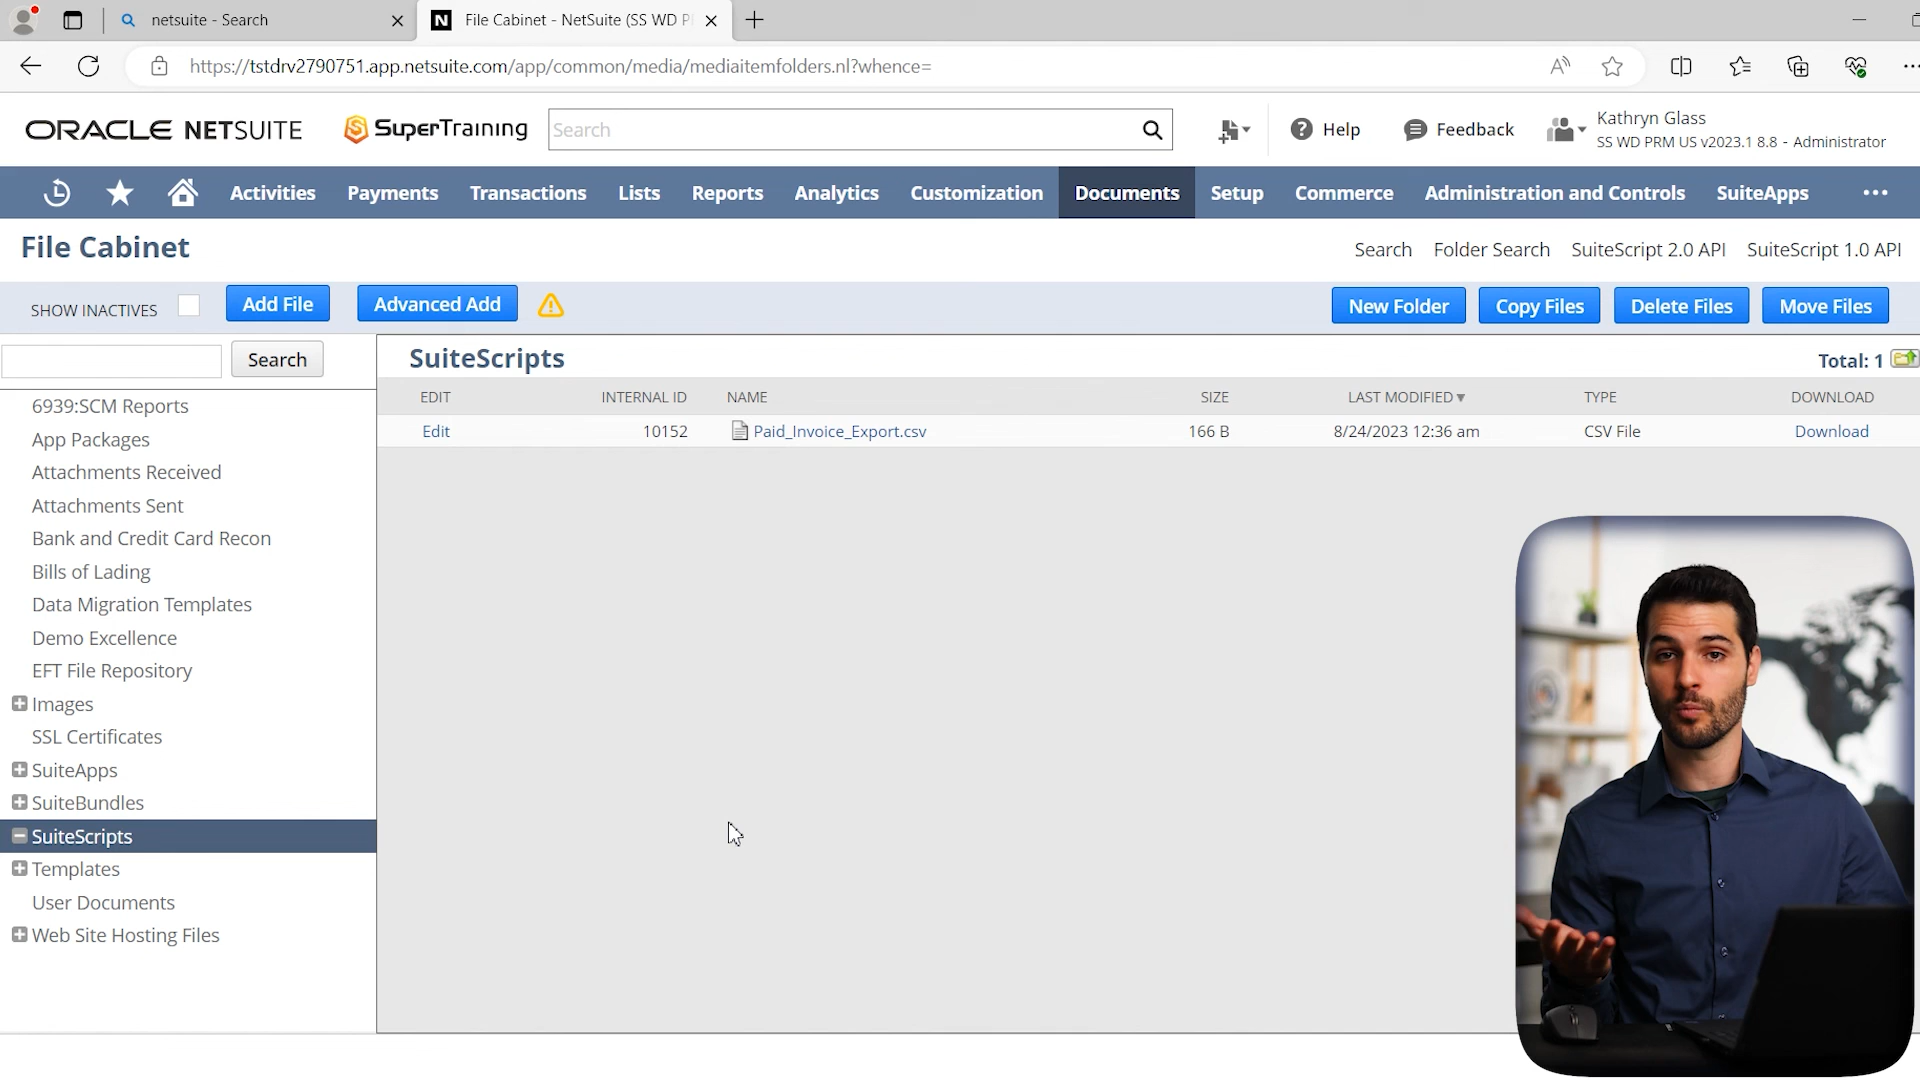 netsuite - Search
File Cabinet - NetSuite (SS WD P
https://tstdrv2790751.app.netsuite.com/app/common/media/mediaitemfolders.nl?whence=
ORACLE NETSUITE
SuperTraining
Search
Help
Feedback
Kathryn Glass
SS WD PRM US v2023.1 8.8 - Administrator
Activities Payments Transactions Lists Reports Analytics Customization Documents Setup Commerce Administration and Controls SuiteApps
File Cabinet
Search Folder Search SuiteScript 2.0 API SuiteScript 1.0 API
SHOW INACTIVES Add File Advanced Add New Folder Copy Files Delete Files Move Files
Search
SuiteScripts
Total: 1
EDIT INTERNAL ID NAME SIZE LAST MODIFIED ▼ TYPE DOWNLOAD
Edit 10152 Paid_Invoice_Export.csv 166 B 8/24/2023 12:36 am CSV File Download
6939:SCM Reports
App Packages
Attachments Received
Attachments Sent
Bank and Credit Card Recon
Bills of Lading
Data Migration Templates
Demo Excellence
EFT File Repository
Images
SSL Certificates
SuiteApps
SuiteBundles
SuiteScripts
Templates
User Documents
Web Site Hosting Files